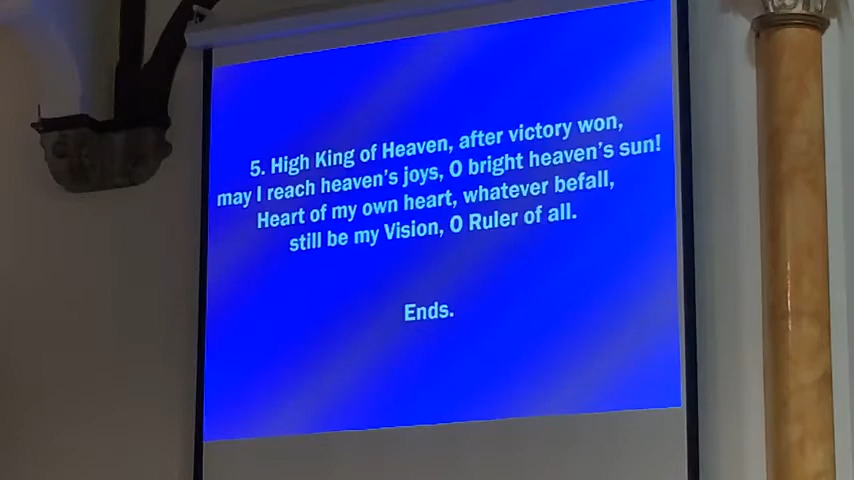 5. High King of Heaven, after victory won,
may I reach heaven's joys, O bright heaven's sun!
Heart of my own heart, whatever befall,
still be my Vision, O Ruler of all.
Ends.